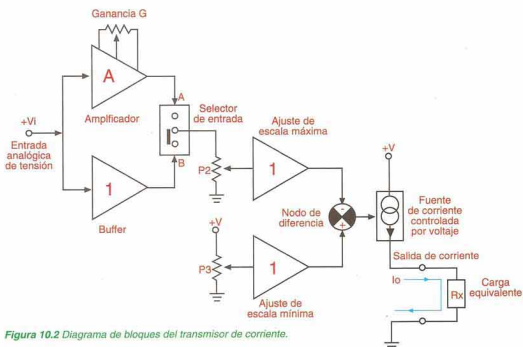 Ganancia G
A
Amplificador
+Vi
Entrada
analógica
de tensión
1
Buffer
A
B
Selector
de entrada
P2
Ajuste de
escala máxima
1
+V
P3
1
Ajuste de
escala mínima
Nodo de
diferencia
-
+
+V
Fuente
de corriente
controlada
por voltaje
Salida de corriente
Io
Rx
Carga
equivalente
Figura 10.2 Diagrama de bloques del transmisor de corriente.